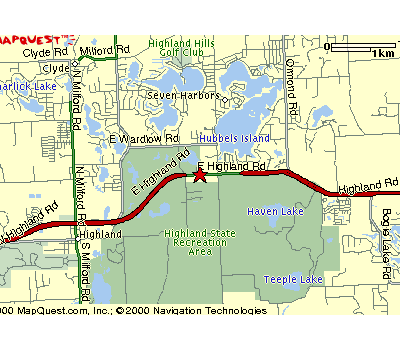 MAPQUEST
Clyde Rd
Milford Rd
Highland Hills
Golf Club
0
1km
Clyde
N Milford Rd
Ormond Rd
harlick Lake
Seven Harbors
E Wardlow Rd
Hubbels Island
E Highland Rd
E Highland Rd
Highland Rd
N Milford Rd
Haven Lake
Highland Rd
Highland
Highland State
Recreation
Area
Bogie Lake Rd
S Milford Rd
Teeple Lake
00 MapQuest.com, Inc.; © 2000 Navigation Technologies